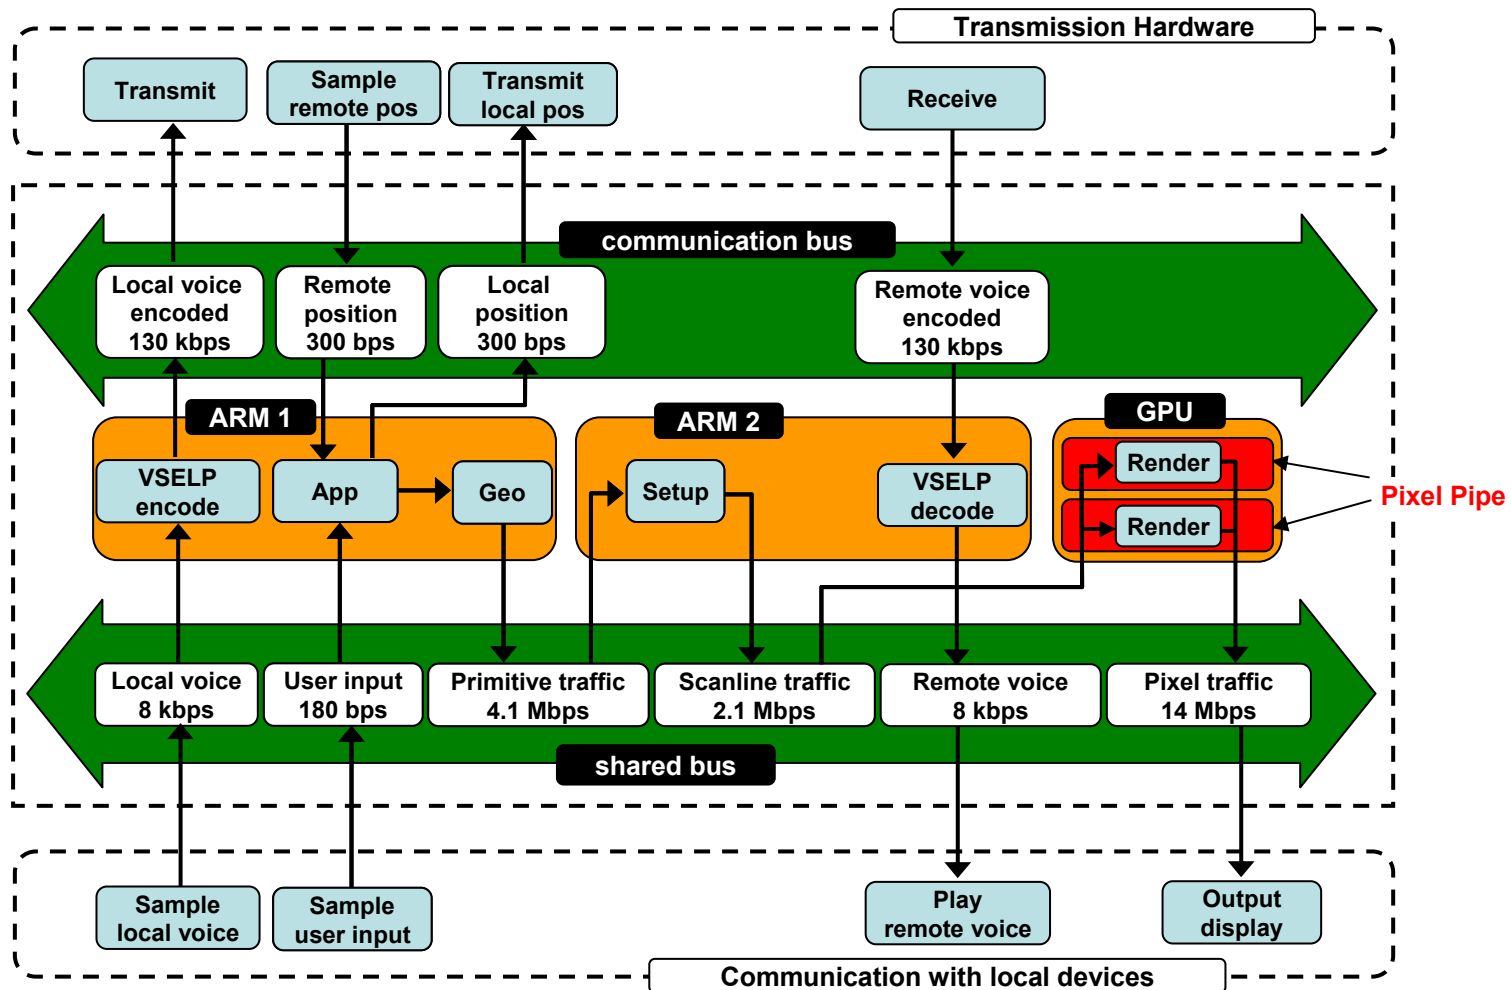 Transmission Hardware
Transmit
Sample
remote pos
Transmit
local pos
Receive
communication bus
Local voice
encoded
130 kbps
Remote
position
300 bps
Local
position
300 bps
Remote voice
encoded
130 kbps
ARM 1
ARM 2
GPU
VSELP
encode
App
Geo
Setup
VSELP
decode
Render
Render
Pixel Pipe
Local voice
8 kbps
User input
180 bps
Primitive traffic
4.1 Mbps
Scanline traffic
2.1 Mbps
Remote voice
8 kbps
Pixel traffic
14 Mbps
shared bus
Sample
local voice
Sample
user input
Play
remote voice
Output
display
Communication with local devices